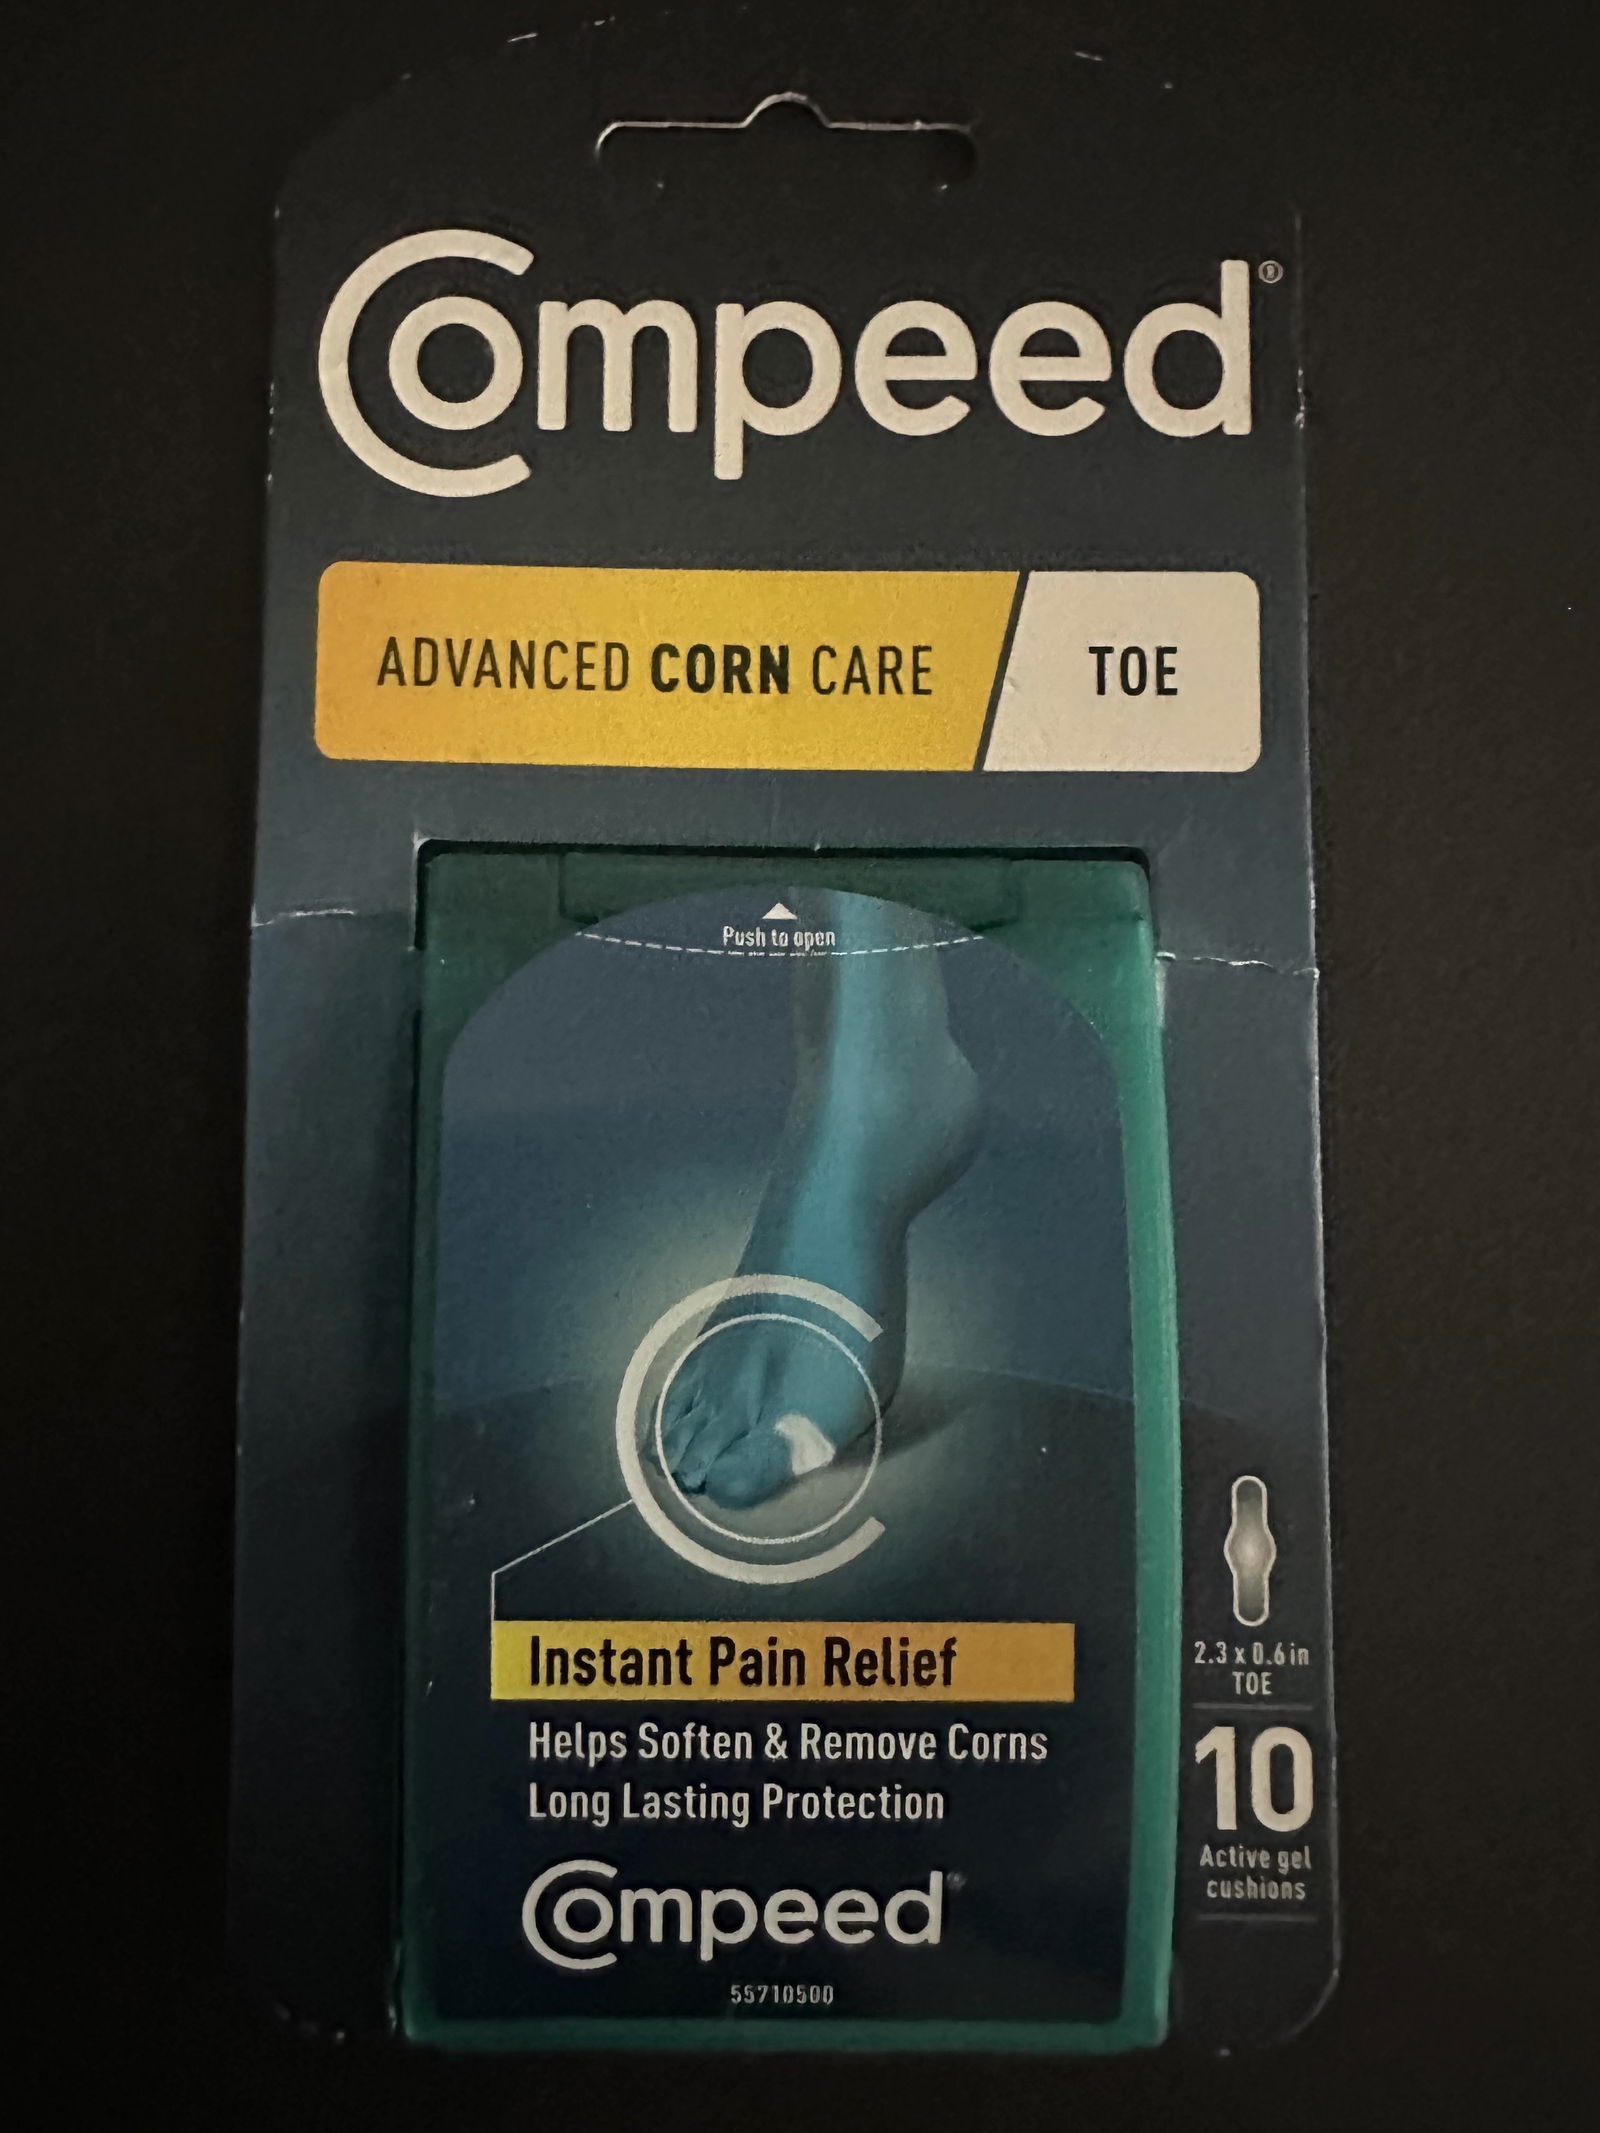 Compeed®
ADVANCED CORN CARE
TOE
Push to open
Instant Pain Relief
Helps Soften & Remove Corns
Long Lasting Protection
Compeed®
55710500
2.3 x 0.6 in
TOE
10
Active gel
cushions